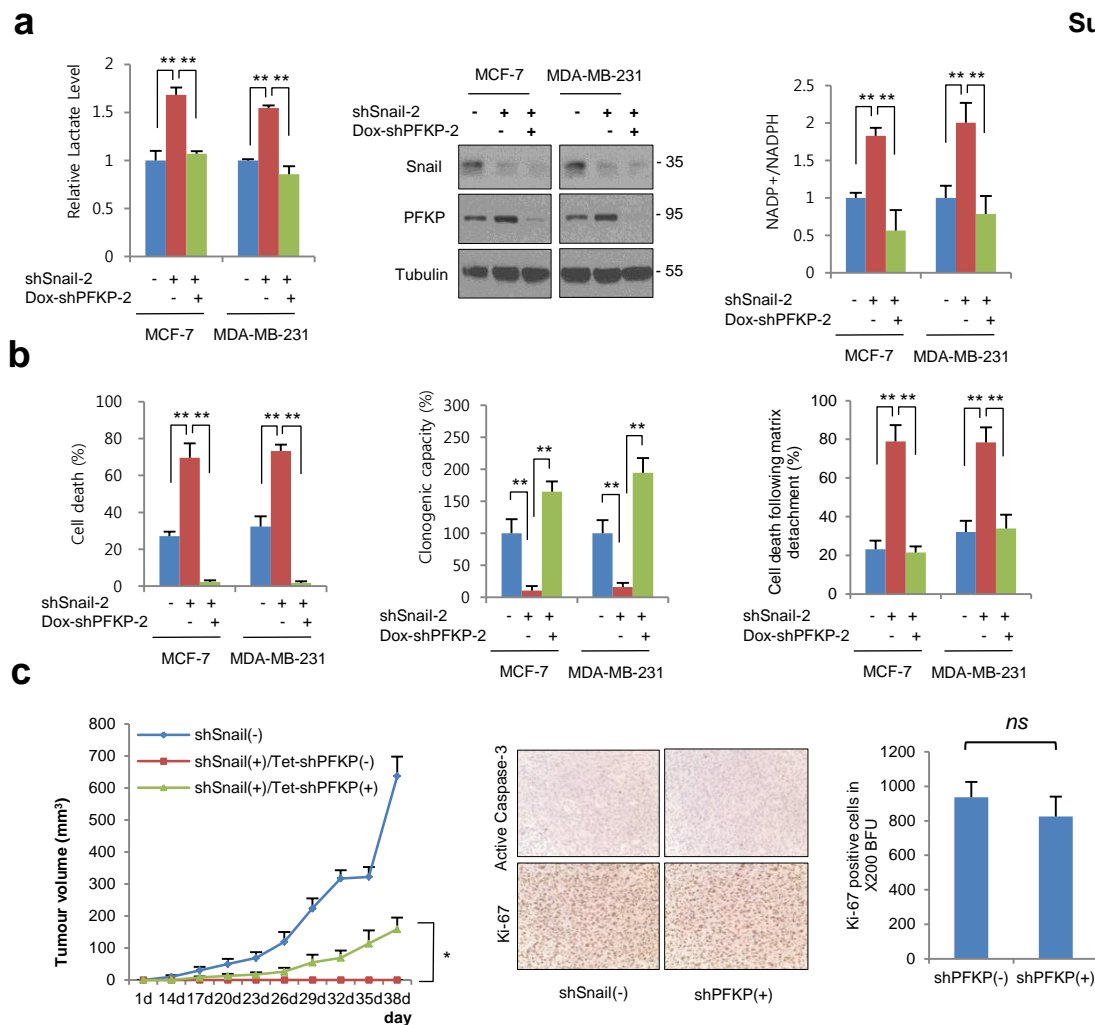 a
Su
Relative Lactate Level
2
1.5
1
0.5
0
** **
** **
shSnail-2 - + + - + +
Dox-shPFKP-2 - + - +
MCF-7 MDA-MB-231
MCF-7 MDA-MB-231
shSnail-2 - + + - + +
Dox-shPFKP-2 - - + - - +
Snail - 35
PFKP - 95
Tubulin - 55
NADP+/NADPH
2.5
2
1.5
1
0.5
0
** **
** **
shSnail-2 - + + - + +
Dox-shPFKP-2 - + - +
MCF-7 MDA-MB-231
b
Cell death (%)
100
80
60
40
20
0
** **
** **
shSnail-2 - + + - + +
Dox-shPFKP-2 - + - +
MCF-7 MDA-MB-231
Clonogenic capacity (%)
300
250
200
150
100
50
0
** **
** **
shSnail-2 - + + - + +
Dox-shPFKP-2 - + - +
MCF-7 MDA-MB-231
Cell death following matrix
detachment (%)
100
80
60
40
20
0
** **
** **
shSnail-2 - + + - + +
Dox-shPFKP-2 - + - +
MCF-7 MDA-MB-231
c
Tumour volume (mm³)
800
700
600
500
400
300
200
100
0
shSnail(-)
shSnail(+)/Tet-shPFKP(-)
shSnail(+)/Tet-shPFKP(+)
*
1d 14d 17d 20d 23d 26d 29d 32d 35d 38d
day
Active Caspase-3
Ki-67
shSnail(-) shPFKP(+)
Ki-67 positive cells in
X200 BFU
1200
1000
800
600
400
200
0
ns
shPFKP(-) shPFKP(+)